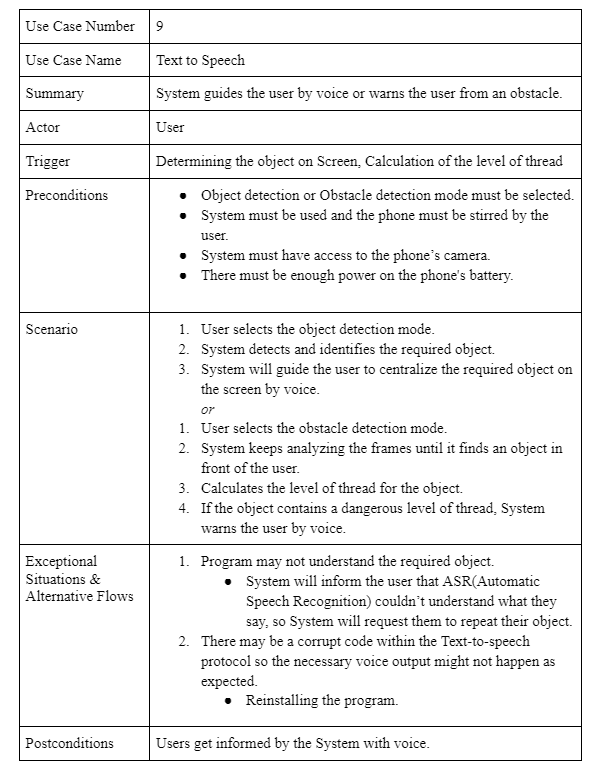 Use Case Number 9
Use Case Name Text to Speech
Summary System guides the user by voice or warns the user from an obstacle.
Actor User
Trigger Determining the object on Screen, Calculation of the level of thread
Preconditions ● Object detection or Obstacle detection mode must be selected.
● System must be used and the phone must be stirred by the
user.
● System must have access to the phone's camera.
● There must be enough power on the phone's battery.
Scenario 1. User selects the object detection mode.
2. System detects and identifies the required object.
3. System will guide the user to centralize the required object on
the screen by voice.
or
1. User selects the obstacle detection mode.
2. System keeps analyzing the frames until it finds an object in
front of the user.
3. Calculates the level of thread for the object.
4. If the object contains a dangerous level of thread, System
warns the user by voice.
Exceptional
Situations &
Alternative Flows
1. Program may not understand the required object.
● System will inform the user that ASR(Automatic
Speech Recognition) couldn't understand what they
say, so System will request them to repeat their object.
2. There may be a corrupt code within the Text-to-speech
protocol so the necessary voice output might not happen as
expected.
● Reinstalling the program.
Postconditions Users get informed by the System with voice.